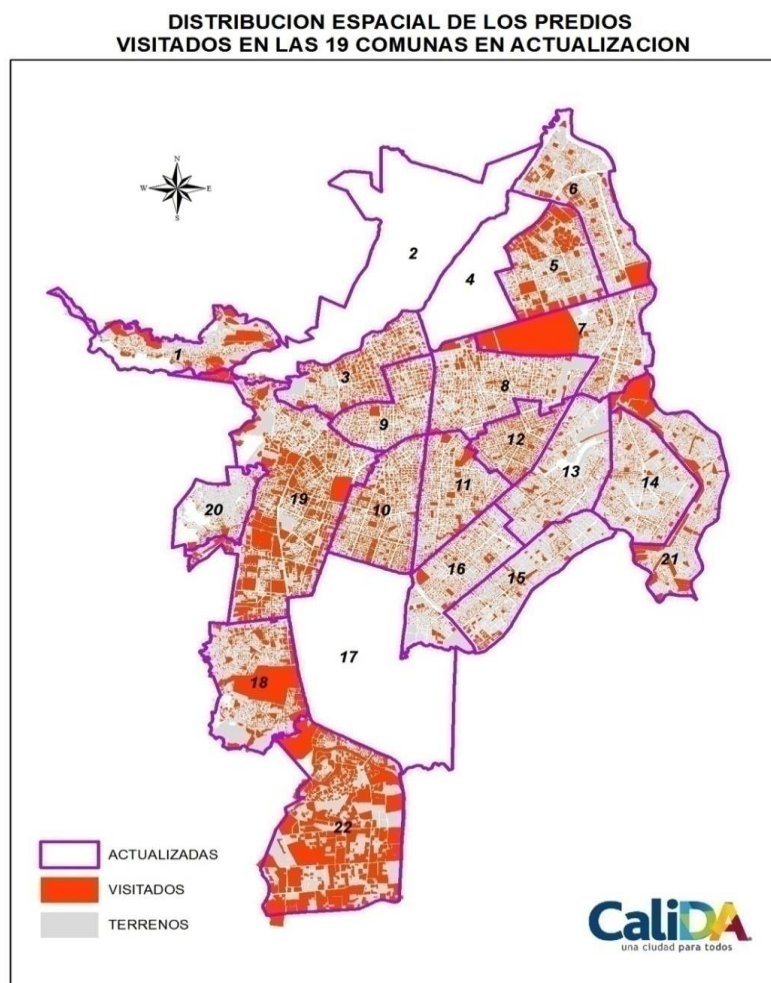 DISTRIBUCION ESPACIAL DE LOS PREDIOS
VISITADOS EN LAS 19 COMUNAS EN ACTUALIZACION
N
W E
S
6
2
5
4
7
1
3
8
9
12
13
14
19
11
20
10
16
15
21
17
18
22
ACTUALIZADAS
VISITADOS
TERRENOS
CaliDA
una ciudad para todos